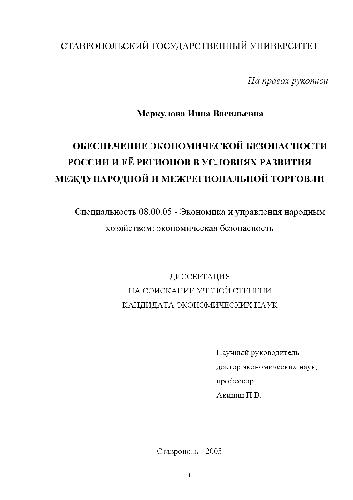 СТАВРОПОЛЬСКИЙ ГОСУДАРСТВЕННЫЙ УНИВЕРСИТЕТ
На правах рукописи
Меркулова Инна Васильевна
ОБЕСПЕЧЕНИЕ ЭКОНОМИЧЕСКОЙ БЕЗОПАСНОСТИ
РОССИИ И ЕЁ РЕГИОНОВ В УСЛОВИЯХ РАЗВИТИЯ
МЕЖДУНАРОДНОЙ И МЕЖРЕГИОНАЛЬНОЙ ТОРГОВЛИ
Специальность 08.00.05 - Экономика и управления народным
хозяйством: экономическая безопасность
ДИССЕРТАЦИЯ
НА СОИСКАНИЕ УЧЕНОЙ СТЕПЕНИ
КАНДИДАТА ЭКОНОМИЧЕСКИХ НАУК
Научный руководитель
доктор экономических наук,
профессор
Акинин П.В.
Ставрополь - 2005
1